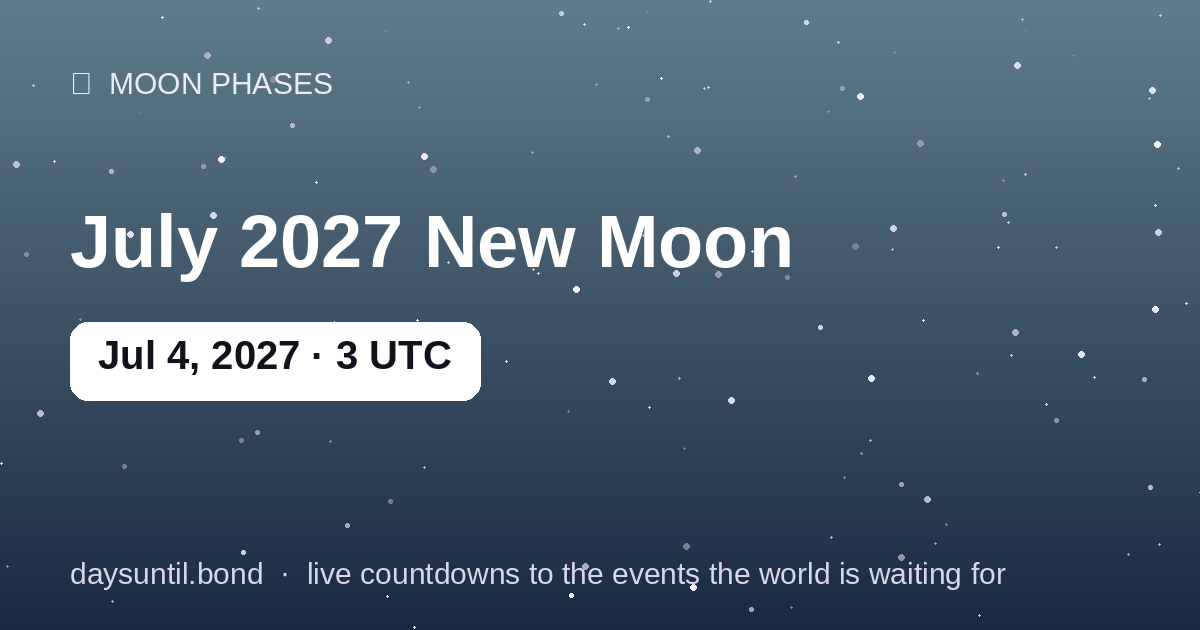 MOON PHASES
July 2027 New Moon
Jul 4, 2027 · 3 UTC
daysuntil.bond · live countdowns to the events the world is waiting for